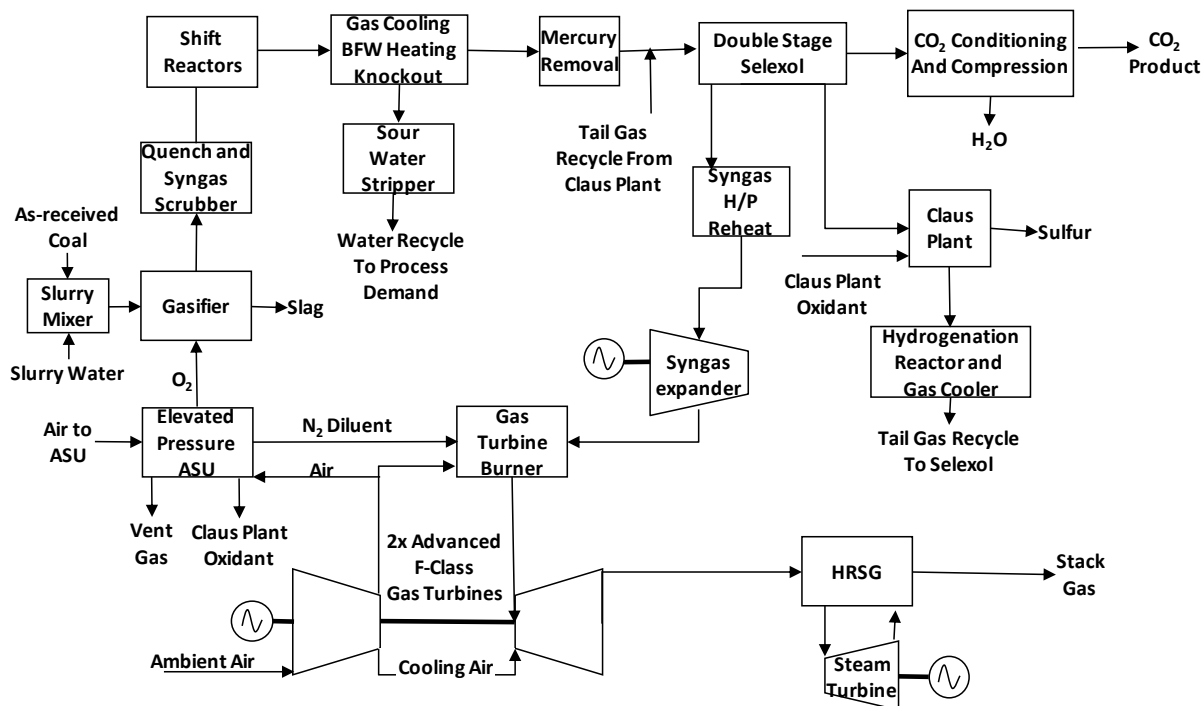 Shift
Reactors
Gas Cooling
BFW Heating
Knockout
Mercury
Removal
Double Stage
Selexol
CO₂ Conditioning
And Compression
CO₂
Product
H₂O
Tail Gas
Recycle From
Claus Plant
Quench and
Syngas
Scrubber
Sour
Water
Stripper
Syngas
H/P
Reheat
As-received
Coal
Claus
Plant
Sulfur
Water Recycle
To Process
Demand
Claus Plant
Oxidant
Slurry
Mixer
Gasifier
Slag
Slurry Water
Syngas
expander
Hydrogenation
Reactor and
Gas Cooler
O₂
Air to
ASU
Elevated
Pressure
ASU
N₂ Diluent
Air
Gas
Turbine
Burner
Tail Gas Recycle
To Selexol
Vent
Gas
Claus Plant
Oxidant
2x Advanced
F-Class
Gas Turbines
HRSG
Stack
Gas
Ambient Air
Cooling Air
Steam
Turbine